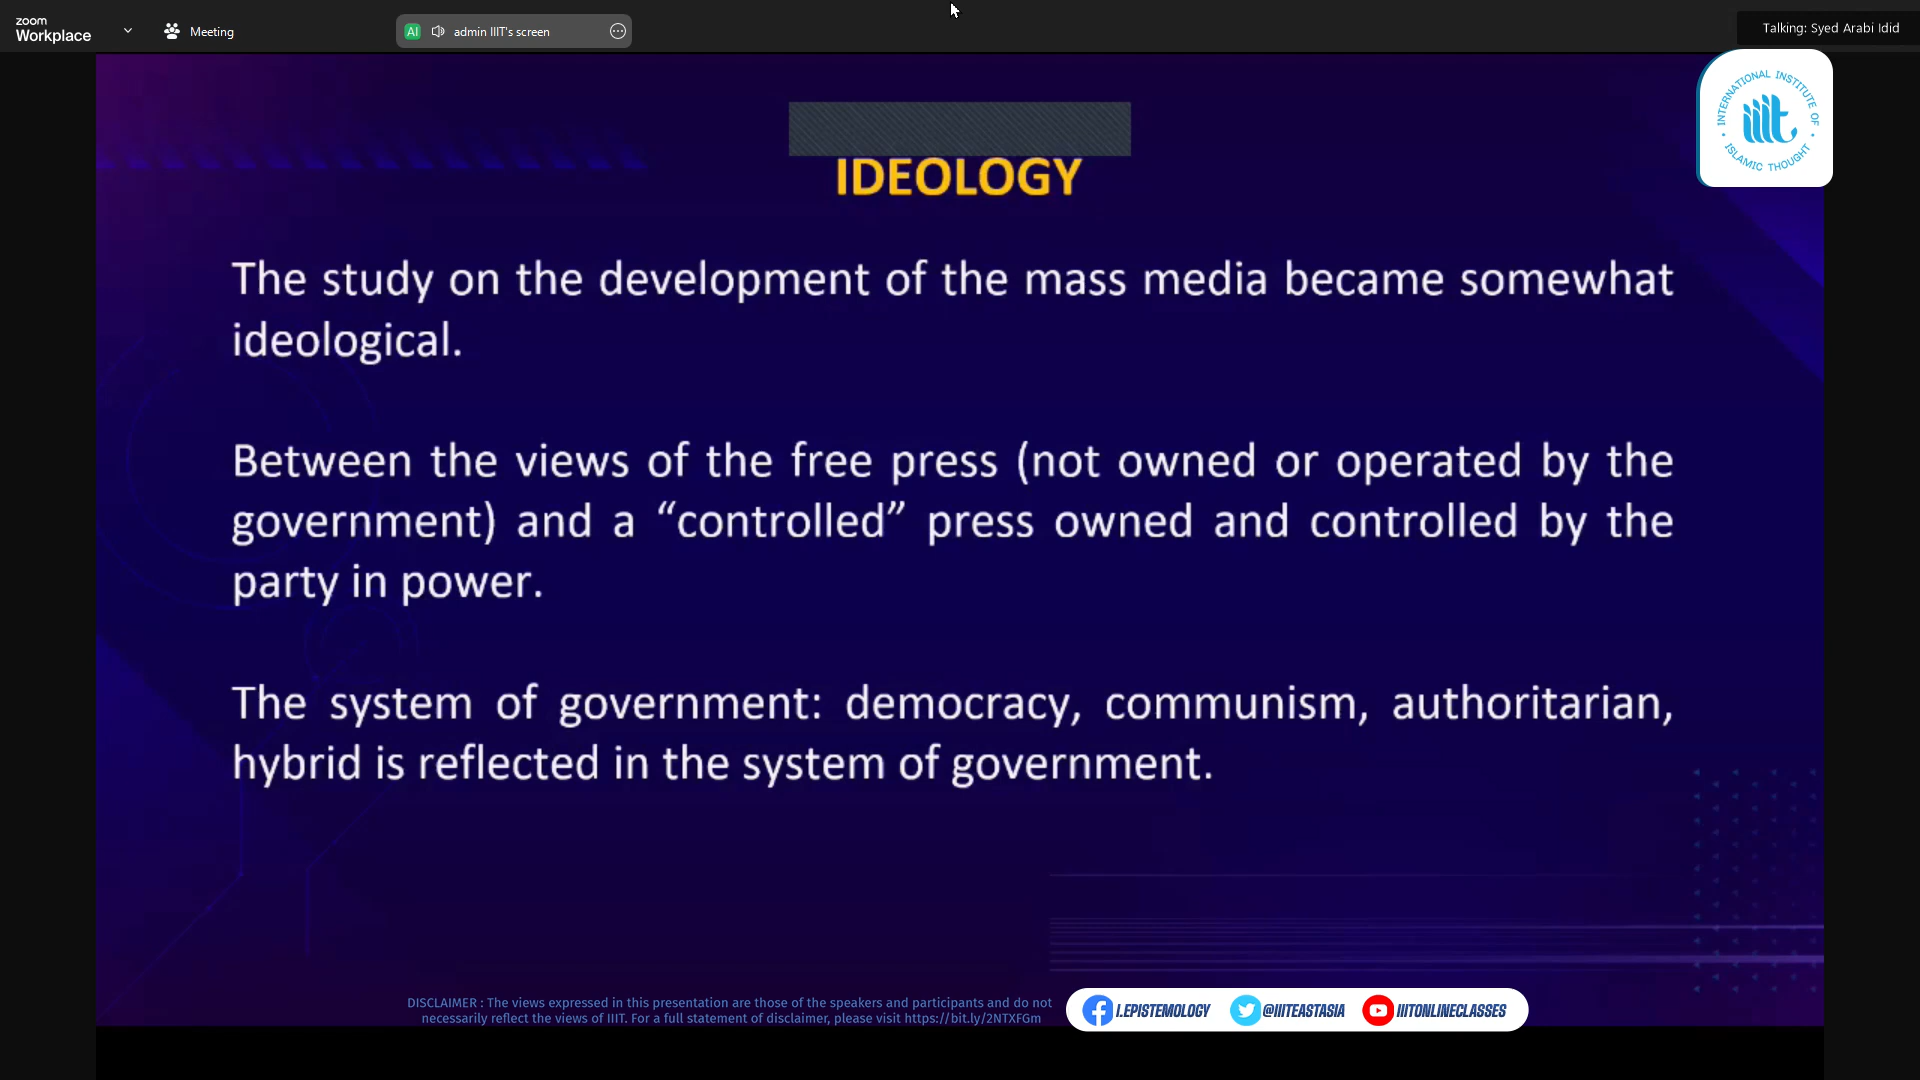 zoom
Workplace
Meeting
AI
admin IIIT's screen
Talking: Syed Arabi Idid
INTERNATIONAL INSTITUTE OF
iiit
ISLAMIC THOUGHT
IDEOLOGY
The study on the development of the mass media became somewhat
ideological.
Between the views of the free press (not owned or operated by the
government) and a “controlled” press owned and controlled by the
party in power.
The system of government: democracy, communism, authoritarian,
hybrid is reflected in the system of government.
DISCLAIMER : The views expressed in this presentation are those of the speakers and participants and do not
necessarily reflect the views of IIIT. For a full statement of disclaimer, please visit https://bit.ly/2NTXFGm
I.EPISTEMOLOGY
@IIITEASTASIA
IIITONLINECLASSES